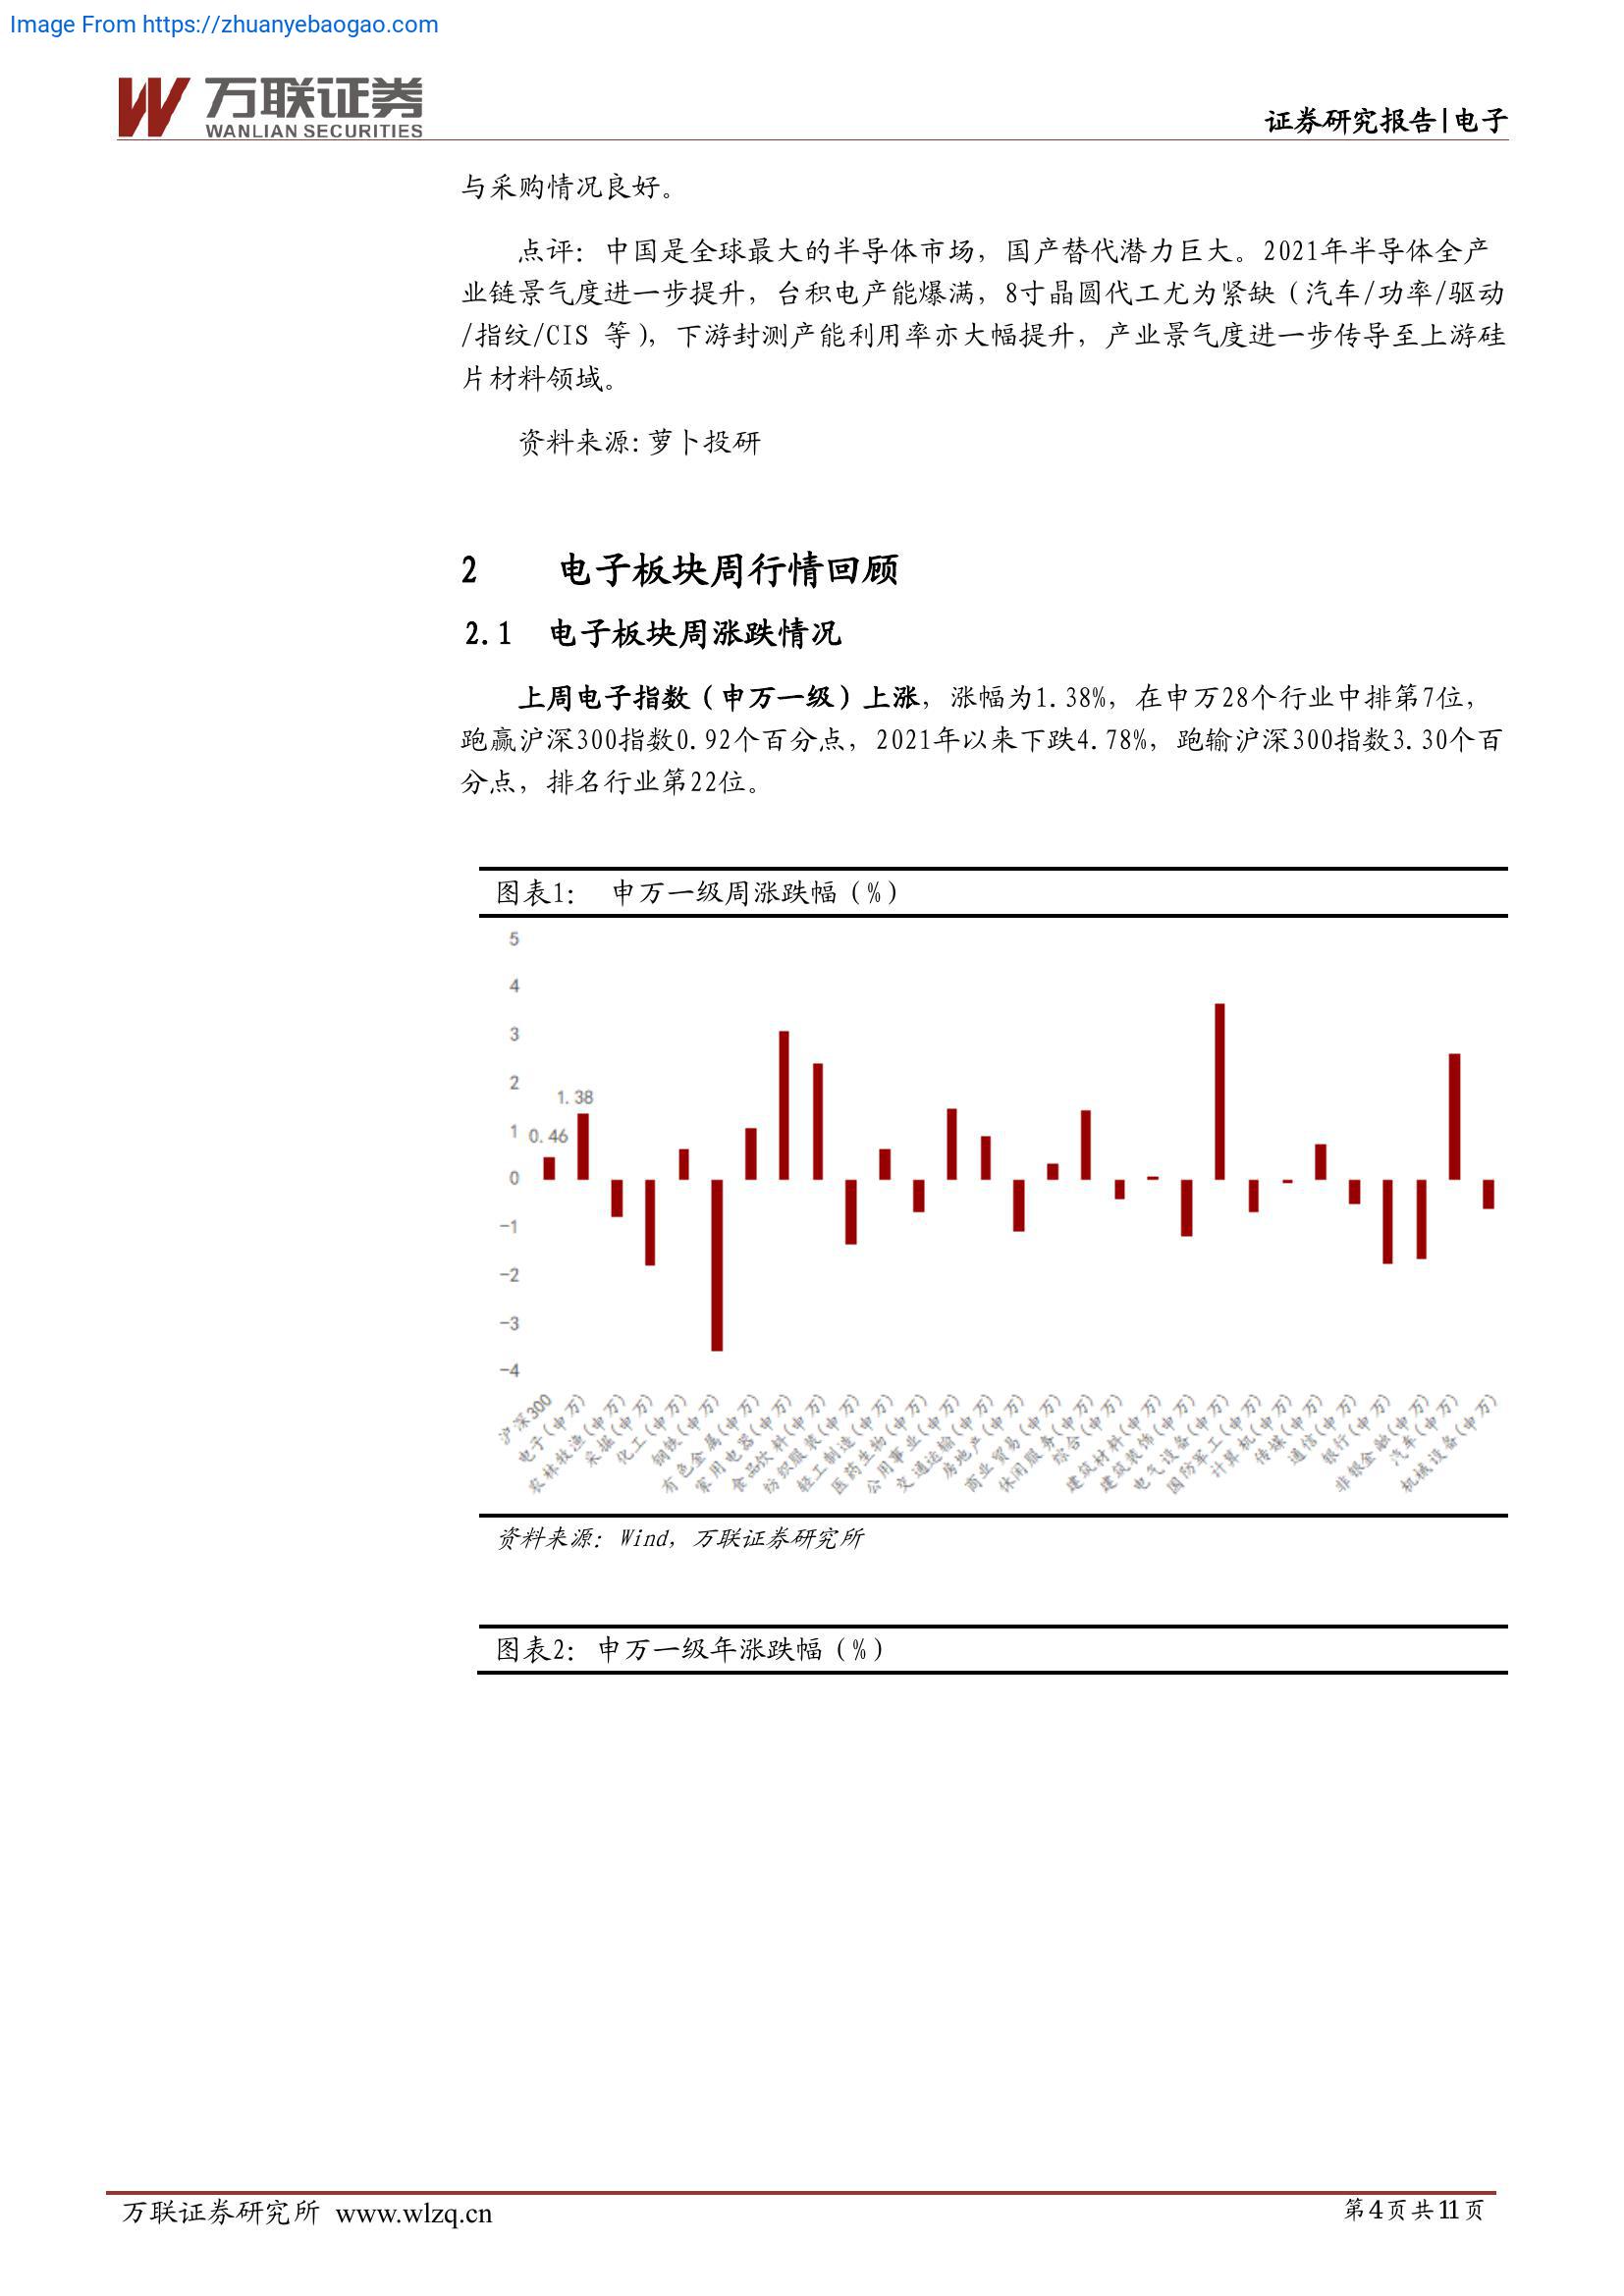 Image From https://zhuanyebaogao.com
万联证券
WANLIAN SECURITIES
证券研究报告|电子
与采购情况良好。
点评：中国是全球最大的半导体市场，国产替代潜力巨大。2021年半导体全产
业链景气度进一步提升，台积电产能爆满，8寸晶圆代工尤为紧缺（汽车/功率/驱动
/指纹/CIS 等），下游封测产能利用率亦大幅提升，产业景气度进一步传导至上游硅
片材料领域。
资料来源:萝卜投研
2 电子板块周行情回顾
2.1 电子板块周涨跌情况
上周电子指数（申万一级）上涨，涨幅为1.38%，在申万28个行业中排第7位，
跑赢沪深300指数0.92个百分点，2021年以来下跌4.78%，跑输沪深300指数3.30个百
分点，排名行业第22位。
图表1： 申万一级周涨跌幅（%）
5
4
3
2
1
0
-1
-2
-3
-4
1.38
0.46
沪深300
电子(申万)
农林牧渔(申万)
采掘(申万)
化工(申万)
钢铁(申万)
有色金属(申万)
家用电器(申万)
食品饮料(申万)
纺织服装(申万)
轻工制造(申万)
医药生物(申万)
公用事业(申万)
交通运输(申万)
房地产(申万)
商业贸易(申万)
休闲服务(申万)
综合(申万)
建筑材料(申万)
建筑装饰(申万)
电气设备(申万)
国防军工(申万)
计算机(申万)
传媒(申万)
通信(申万)
银行(申万)
非银金融(申万)
汽车(申万)
机械设备(申万)
资料来源：Wind，万联证券研究所
图表2：申万一级年涨跌幅（%）
万联证券研究所 www.wlzq.cn
第4页共11页